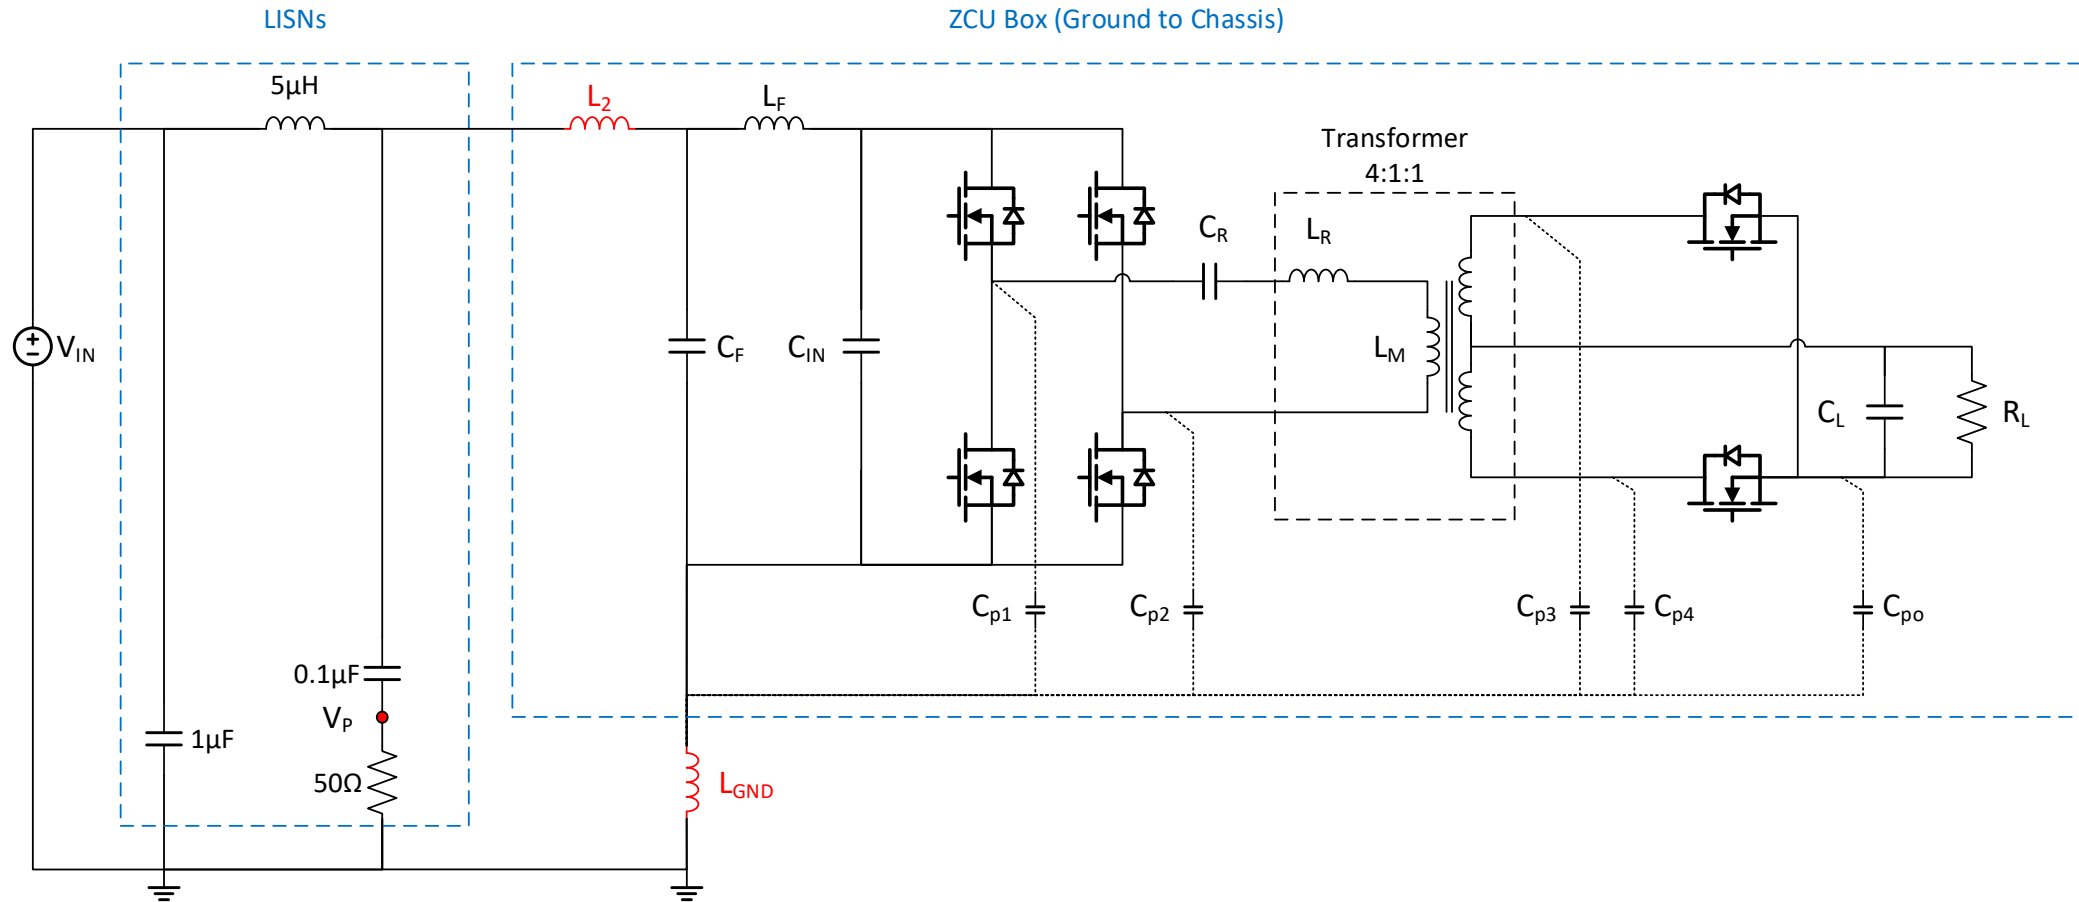 LISNs
ZCU Box (Ground to Chassis)
5µH
L2
LF
Transformer
4:1:1
CR
LR
VIN
CF
CIN
LM
CL
RL
Cp1
Cp2
Cp3
Cp4
Cpo
0.1µF
VP
1µF
50Ω
LGND